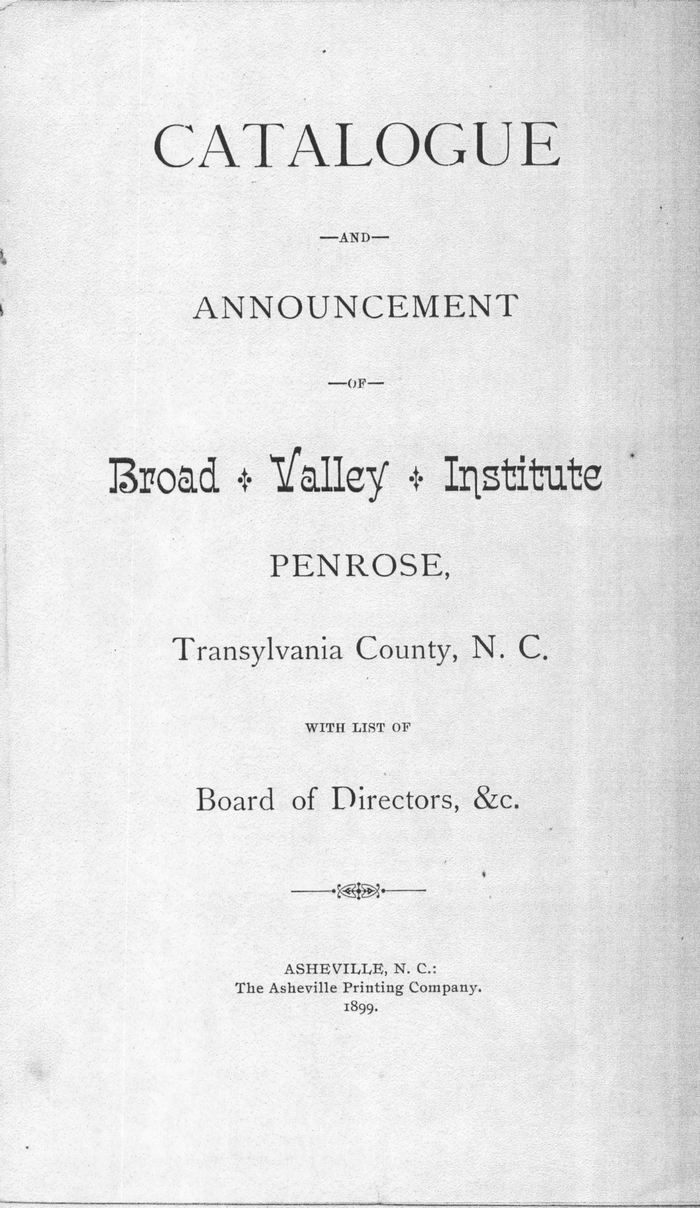 CATALOGUE
—AND—
ANNOUNCEMENT
—OF—
Broad Valley Institute
PENROSE,
Transylvania County, N. C.
WITH LIST OF
Board of Directors, &c.
ASHEVILLE, N. C.:
The Asheville Printing Company.
1899.